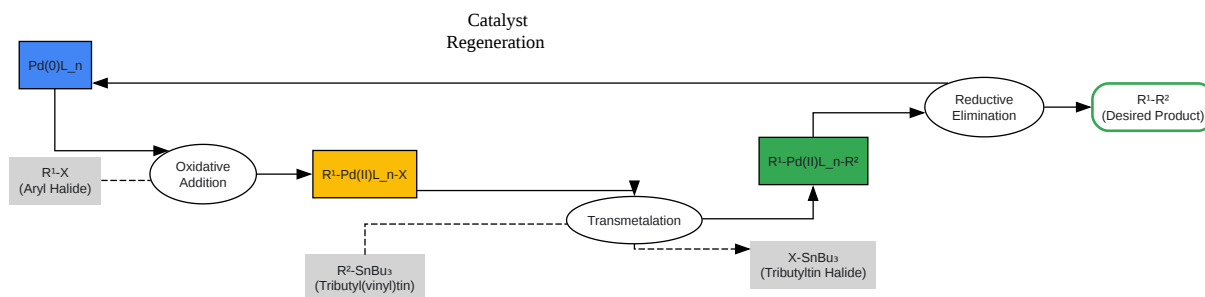 Catalyst
Regeneration
Pd(0)L_n
R¹-X
(Aryl Halide)
Oxidative
Addition
R¹-Pd(II)L_n-X
R²-SnBu₃
(Tributyl(vinyl)tin)
Transmetalation
X-SnBu₃
(Tributyltin Halide)
R¹-Pd(II)L_n-R²
Reductive
Elimination
R¹-R²
(Desired Product)